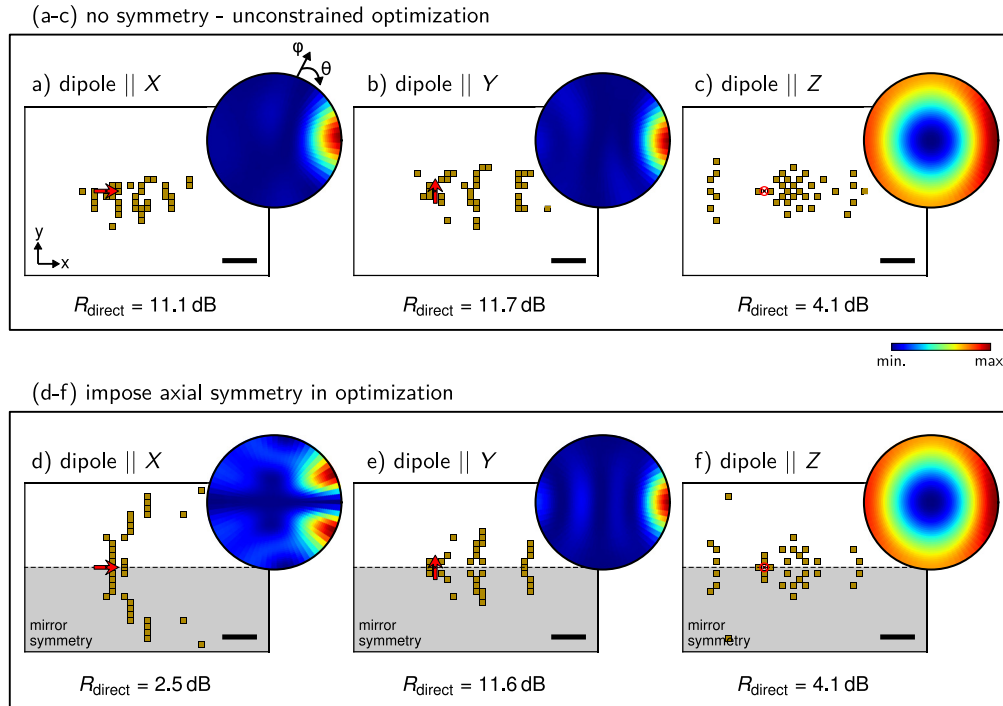 (a-c) no symmetry - unconstrained optimization
a) dipole || X
φ
θ
b) dipole || Y
c) dipole || Z
y
x
R_direct = 11.1 dB
R_direct = 11.7 dB
R_direct = 4.1 dB
min.
max
(d-f) impose axial symmetry in optimization
d) dipole || X
e) dipole || Y
f) dipole || Z
mirror
symmetry
mirror
symmetry
mirror
symmetry
R_direct = 2.5 dB
R_direct = 11.6 dB
R_direct = 4.1 dB